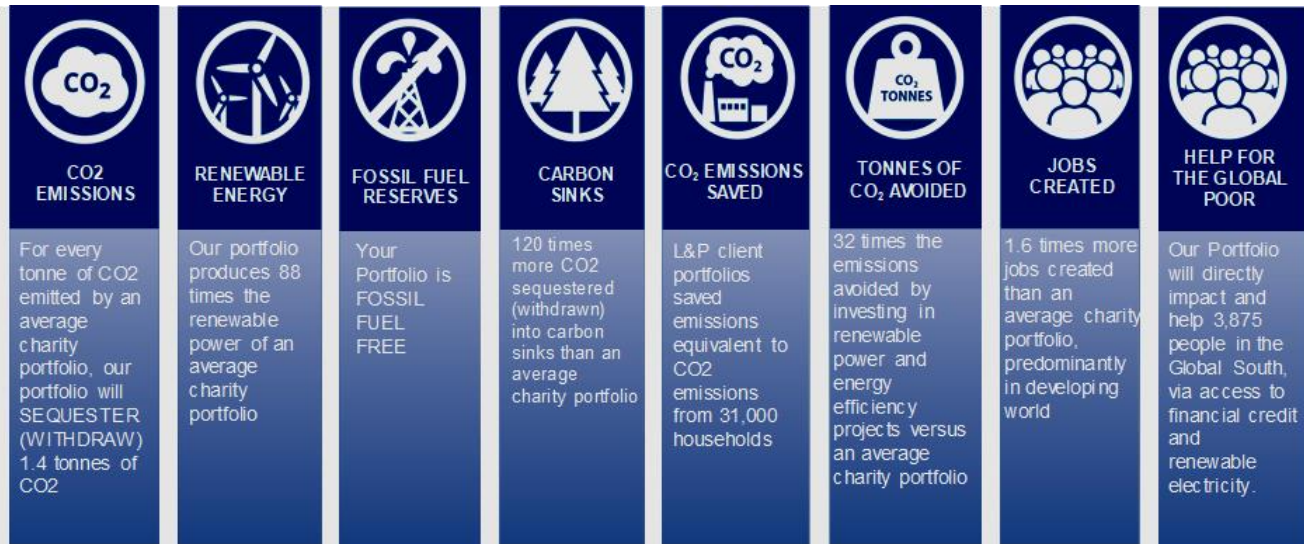 CO2
CO2
EMISSIONS
For every
tonne of CO2
emitted by an
average
charity
portfolio, our
portfolio will
SEQUESTER
(WITHDRAW)
1.4 tonnes of
CO2
RENEWABLE
ENERGY
Our portfolio
produces 88
times the
renewable
power of an
average
charity
portfolio
FOSSIL FUEL
RESERVES
Your
Portfolio is
FOSSIL
FUEL
FREE
CARBON
SINKS
120 times
more CO2
sequestered
(withdrawn)
into carbon
sinks than an
average
charity portfolio
CO₂
CO₂ EMISSIONS
SAVED
L&P client
portfolios
saved
emissions
equivalent to
CO2
emissions
from 31,000
households
CO₂
TONNES
TONNES OF
CO₂ AVOIDED
32 times the
emissions
avoided by
investing in
renewable
power and
energy
efficiency
projects versus
an average
charity portfolio
JOBS
CREATED
1.6 times more
jobs created
than an
average charity
portfolio,
predominantly
in developing
world
HELP FOR
THE GLOBAL
POOR
Our Portfolio
will directly
impact and
help 3,875
people in the
Global South,
via access to
financial credit
and
renewable
electricity.